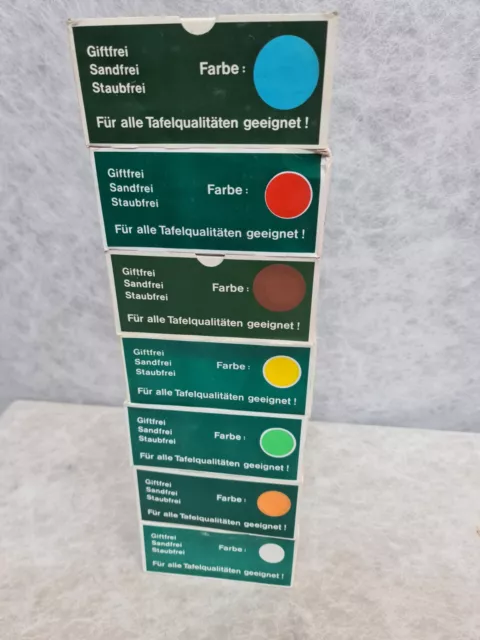 Giftfrei
Sandfrei
Staubfrei
Farbe :
Für alle Tafelqualitäten geeignet !
Giftfrei
Sandfrei
Staubfrei
Farbe :
Für alle Tafelqualitäten geeignet !
Giftfrei
Sandfrei
Staubfrei
Farbe :
Für alle Tafelqualitäten geeignet !
Giftfrei
Sandfrei
Staubfrei
Farbe :
Für alle Tafelqualitäten geeignet !
Giftfrei
Sandfrei
Staubfrei
Farbe :
Für alle Tafelqualitäten geeignet !
Giftfrei
Sandfrei
Staubfrei
Farbe :
Für alle Tafelqualitäten geeignet !
Giftfrei
Sandfrei
Staubfrei
Farbe :
Für alle Tafelqualitäten geeignet !